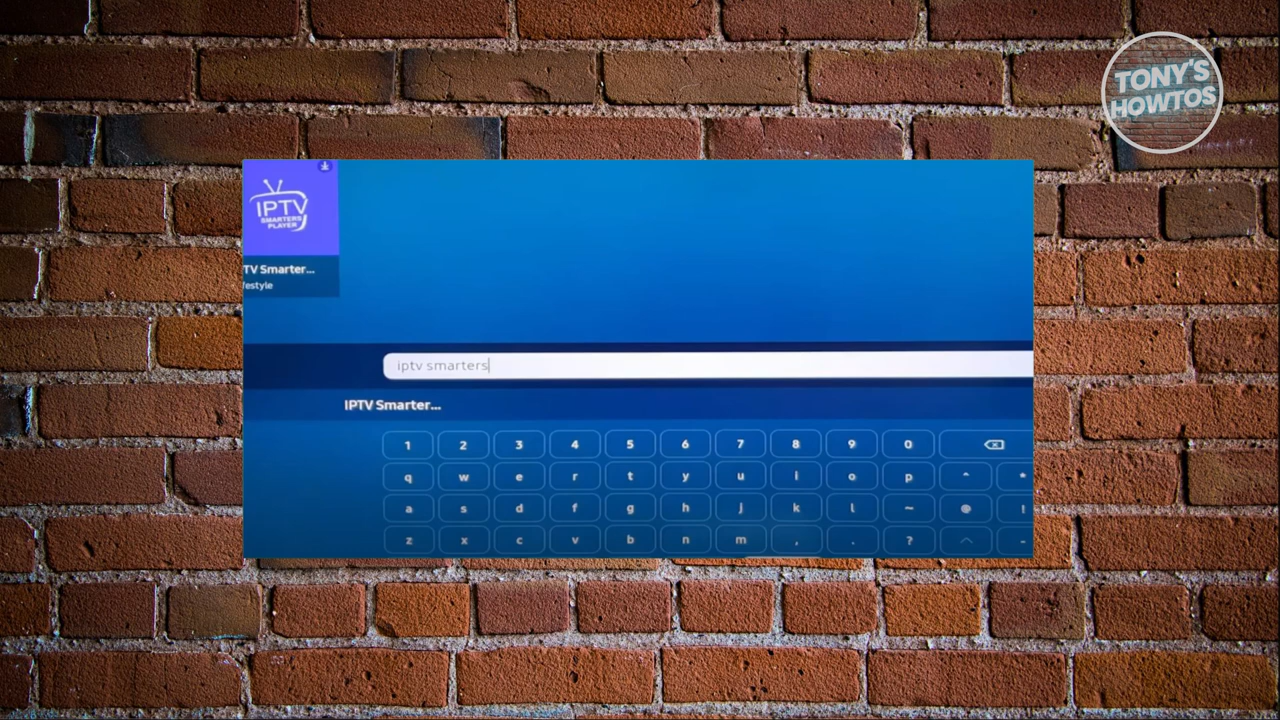 TONY'S
HOWTOS
IPTV
SMARTERS
PLAYER
TV Smarter...
festyle
iptv smarters
IPTV Smarter...
1 2 3 4 5 6 7 8 9 0
q w e r t y u i o p ^ *
a s d f g h j k l ~ @ !
z x c v b n m , . ? -